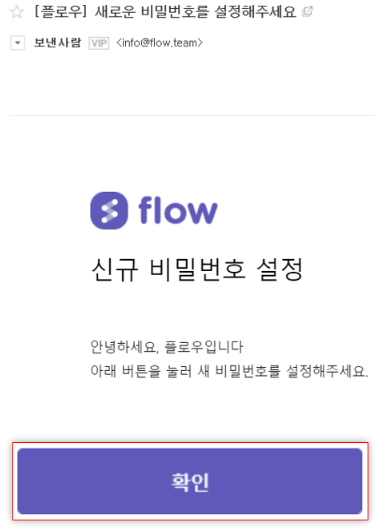 [플로우] 새로운 비밀번호를 설정해주세요
보낸사람 VIP <info@flow.team>
flow
신규 비밀번호 설정
안녕하세요, 플로우입니다
아래 버튼을 눌러 새 비밀번호를 설정해주세요.
확인